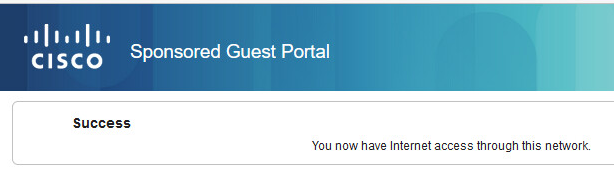 CISCO
Sponsored Guest Portal
Success
You now have Internet access through this network.